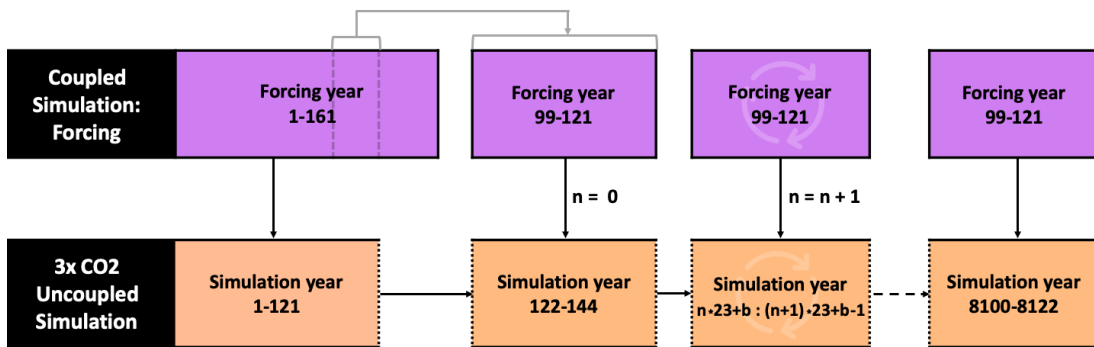 Coupled
Simulation:
Forcing
Forcing year
1-161
Forcing year
99-121
Forcing year
99-121
Forcing year
99-121
n = 0
n = n + 1
3x CO2
Uncoupled
Simulation
Simulation year
1-121
Simulation year
122-144
Simulation year
n⋆23+b : (n+1)⋆23+b-1
Simulation year
8100-8122